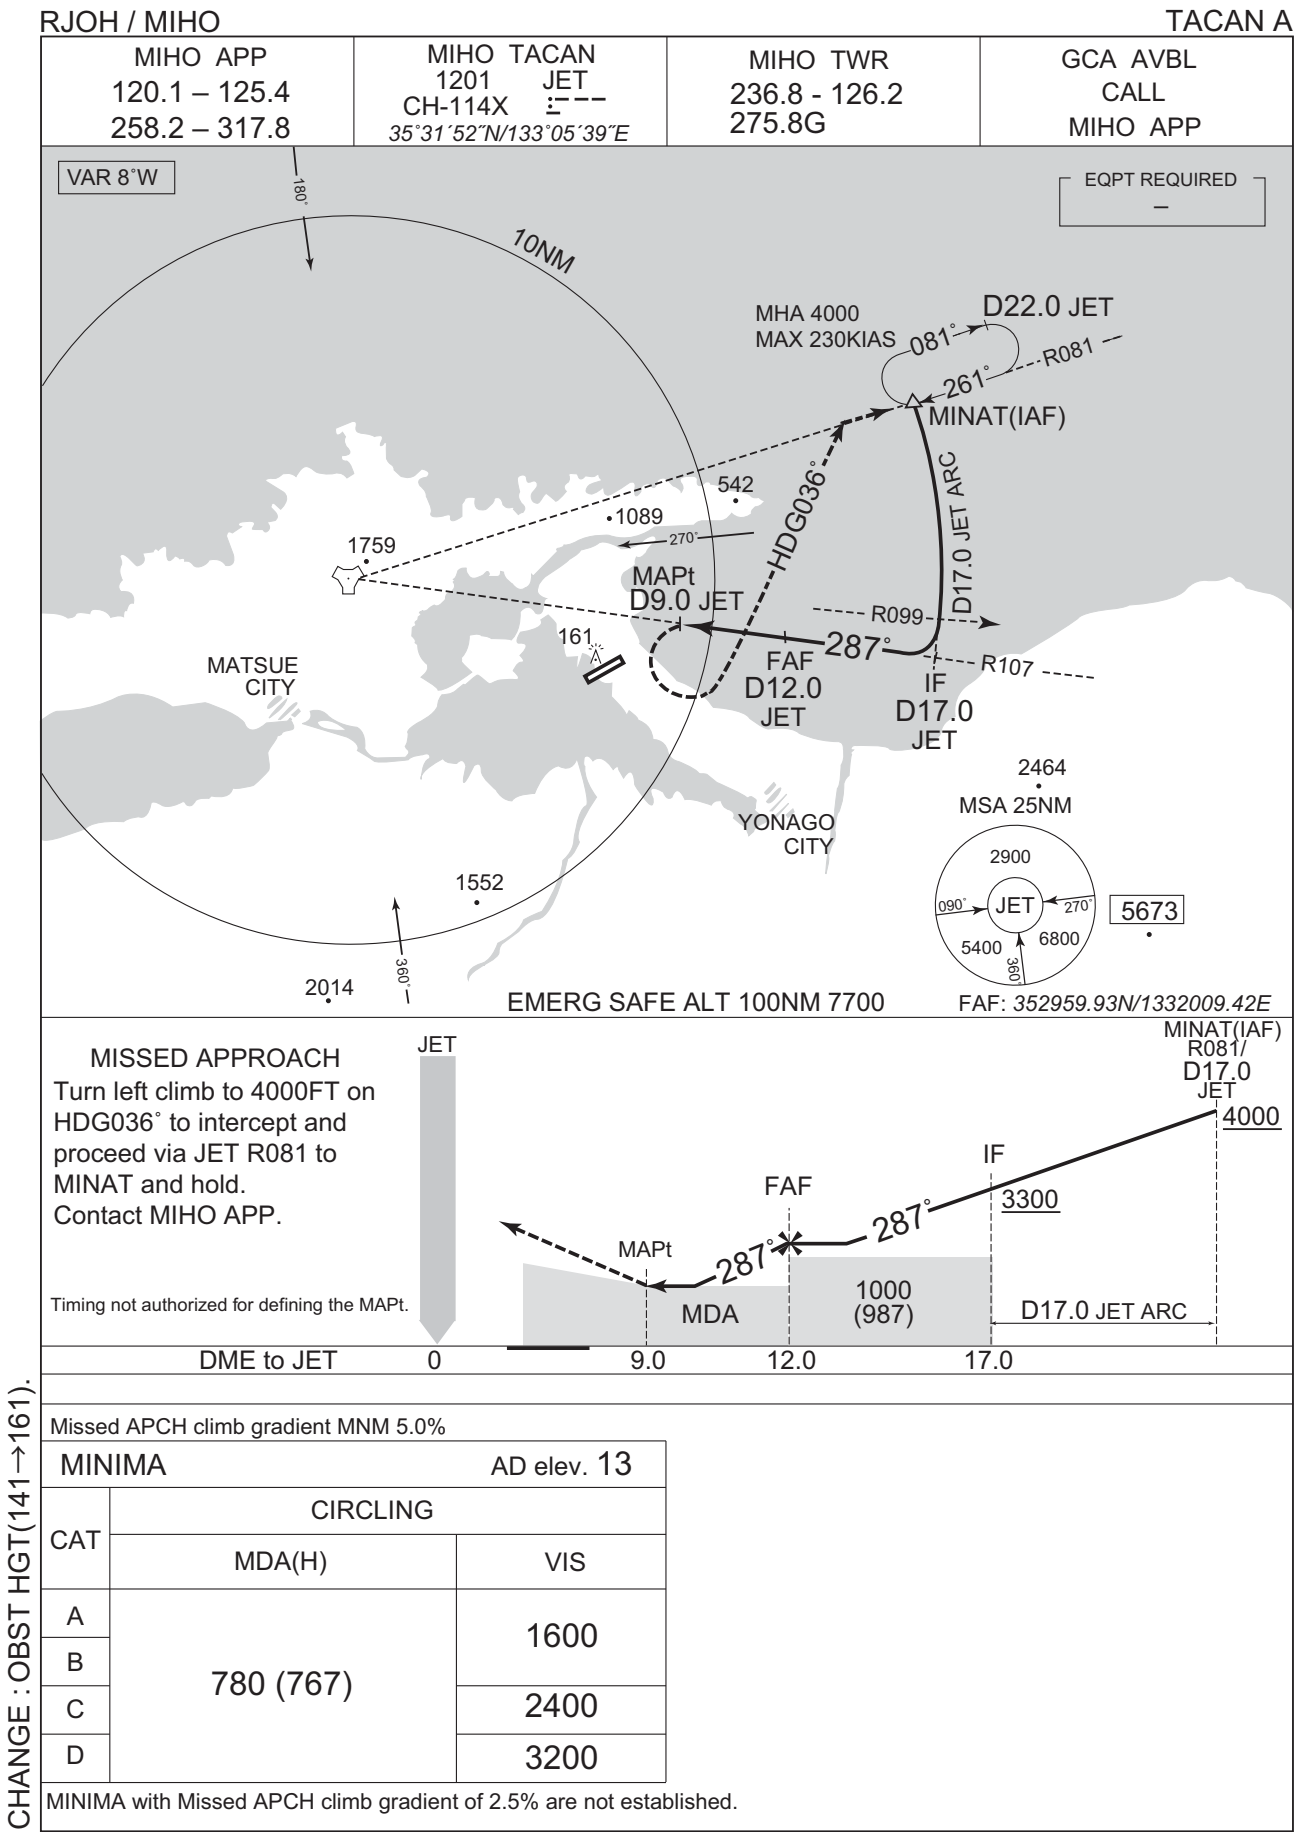 RJOH / MIHO
TACAN A
MIHO APP
120.1 – 125.4
258.2 – 317.8
MIHO TACAN
1201 JET
CH-114X
35°31´52˝N/133°05´39˝E
MIHO TWR
236.8 - 126.2
275.8G
GCA AVBL
CALL
MIHO APP
VAR 8°W
180°
EQPT REQUIRED
–
10NM
MHA 4000
MAX 230KIAS
D22.0 JET
081°
R081
261°
MINAT(IAF)
HDG036°
D17.0 JET ARC
542
1089
270°
1759
MAPt
D9.0 JET
R099
161
287°
R107
FAF
D12.0
JET
IF
D17.0
JET
MATSUE
CITY
2464
MSA 25NM
YONAGO
CITY
2900
1552
090°
JET
270°
5673
5400
6800
360°
360°
2014
EMERG SAFE ALT 100NM 7700
FAF: 352959.93N/1332009.42E
MISSED APPROACH
Turn left climb to 4000FT on
HDG036° to intercept and
proceed via JET R081 to
MINAT and hold.
Contact MIHO APP.
Timing not authorized for defining the MAPt.
JET
MINAT(IAF)
R081/
D17.0
JET
4000
IF
3300
FAF
287°
MAPt
287°
MDA
1000
(987)
D17.0 JET ARC
DME to JET 0 9.0 12.0 17.0
Missed APCH climb gradient MNM 5.0%
MINIMA AD elev. 13
CAT
CIRCLING
MDA(H) VIS
A
B
C
D
780 (767)
1600
2400
3200
MINIMA with Missed APCH climb gradient of 2.5% are not established.
CHANGE : OBST HGT(141→161).